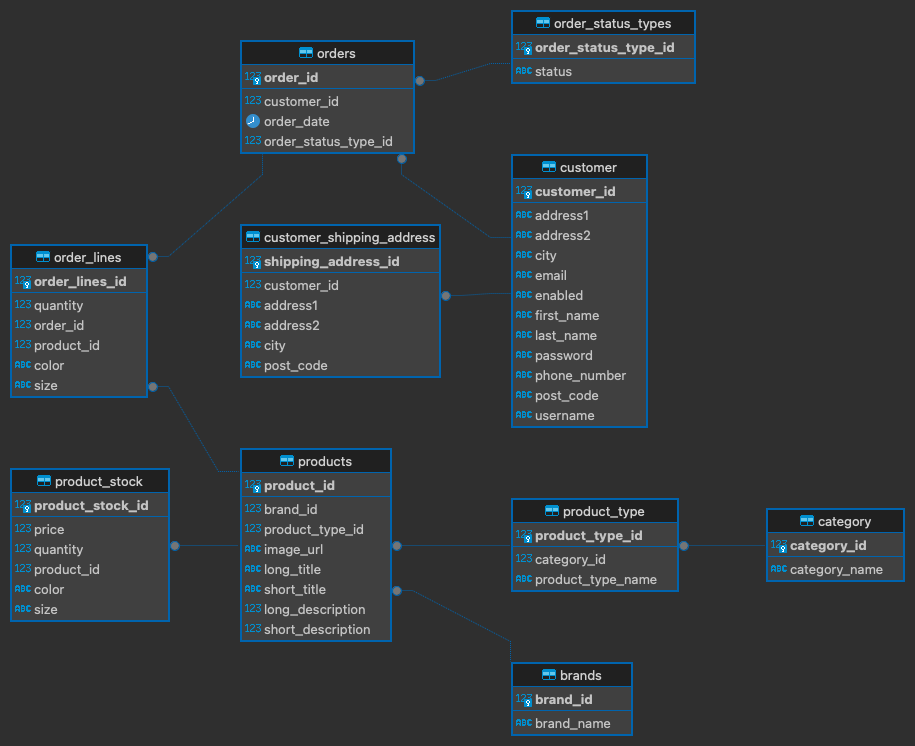 order_status_types
123 order_status_type_id
ABC status
orders
123 order_id
123 customer_id
order_date
123 order_status_type_id
customer
123 customer_id
ABC address1
ABC address2
ABC city
ABC email
ABC enabled
ABC first_name
ABC last_name
ABC password
ABC phone_number
ABC post_code
ABC username
customer_shipping_address
123 shipping_address_id
123 customer_id
ABC address1
ABC address2
ABC city
ABC post_code
order_lines
123 order_lines_id
123 quantity
123 order_id
123 product_id
ABC color
ABC size
products
123 product_id
123 brand_id
123 product_type_id
ABC image_url
ABC long_title
ABC short_title
123 long_description
123 short_description
product_stock
123 product_stock_id
123 price
123 quantity
123 product_id
ABC color
ABC size
product_type
123 product_type_id
123 category_id
ABC product_type_name
category
123 category_id
ABC category_name
brands
123 brand_id
ABC brand_name